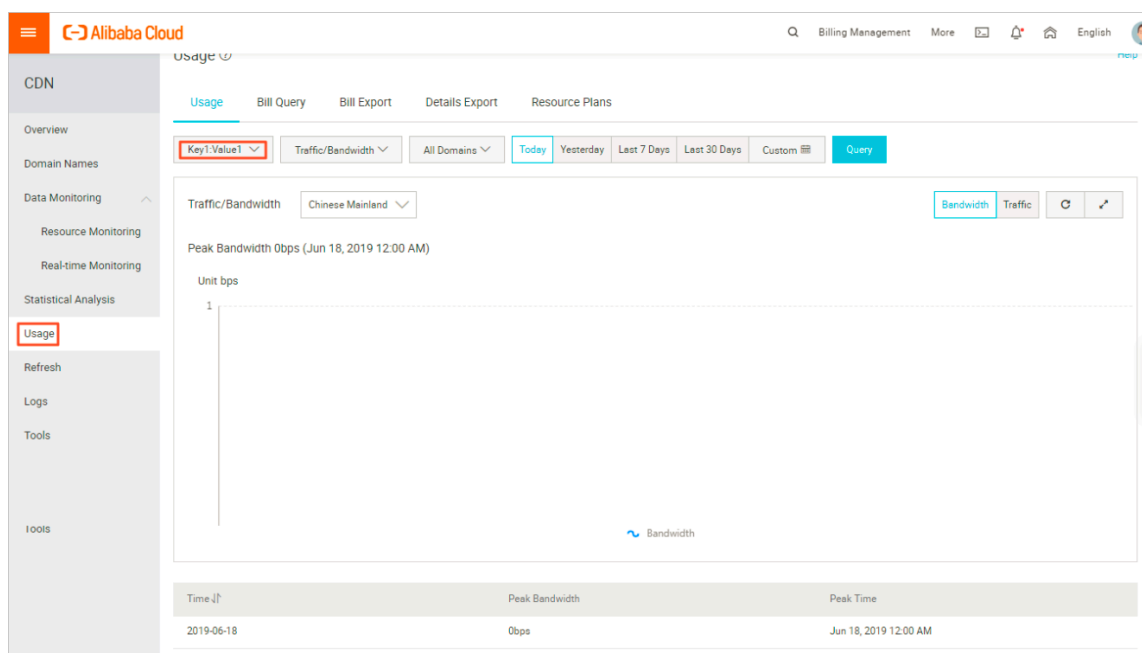 Alibaba Cloud
Billing Management More English
Usage
Help
CDN
Usage Bill Query Bill Export Details Export Resource Plans
Overview
Key1:Value1 Traffic/Bandwidth All Domains Today Yesterday Last 7 Days Last 30 Days Custom Query
Domain Names
Data Monitoring
Traffic/Bandwidth Chinese Mainland Bandwidth Traffic
Resource Monitoring
Peak Bandwidth 0bps (Jun 18, 2019 12:00 AM)
Real-time Monitoring
Unit bps
Statistical Analysis
1
Usage
Refresh
Logs
Tools
Tools
Bandwidth
Time Peak Bandwidth Peak Time
2019-06-18 0bps Jun 18, 2019 12:00 AM